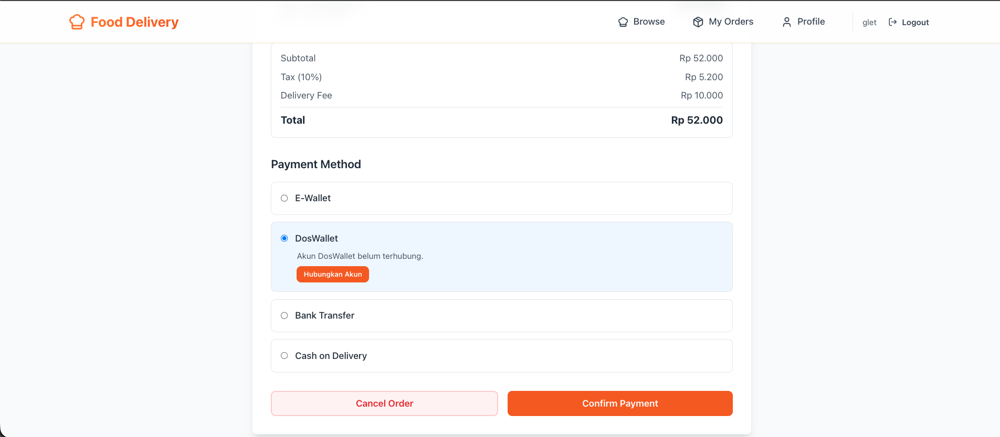 Food Delivery
Browse
My Orders
Profile
glet
Logout
Subtotal Rp 52.000
Tax (10%) Rp 5.200
Delivery Fee Rp 10.000
Total Rp 52.000
Payment Method
E-Wallet
DosWallet
Akun DosWallet belum terhubung.
Hubungkan Akun
Bank Transfer
Cash on Delivery
Cancel Order
Confirm Payment